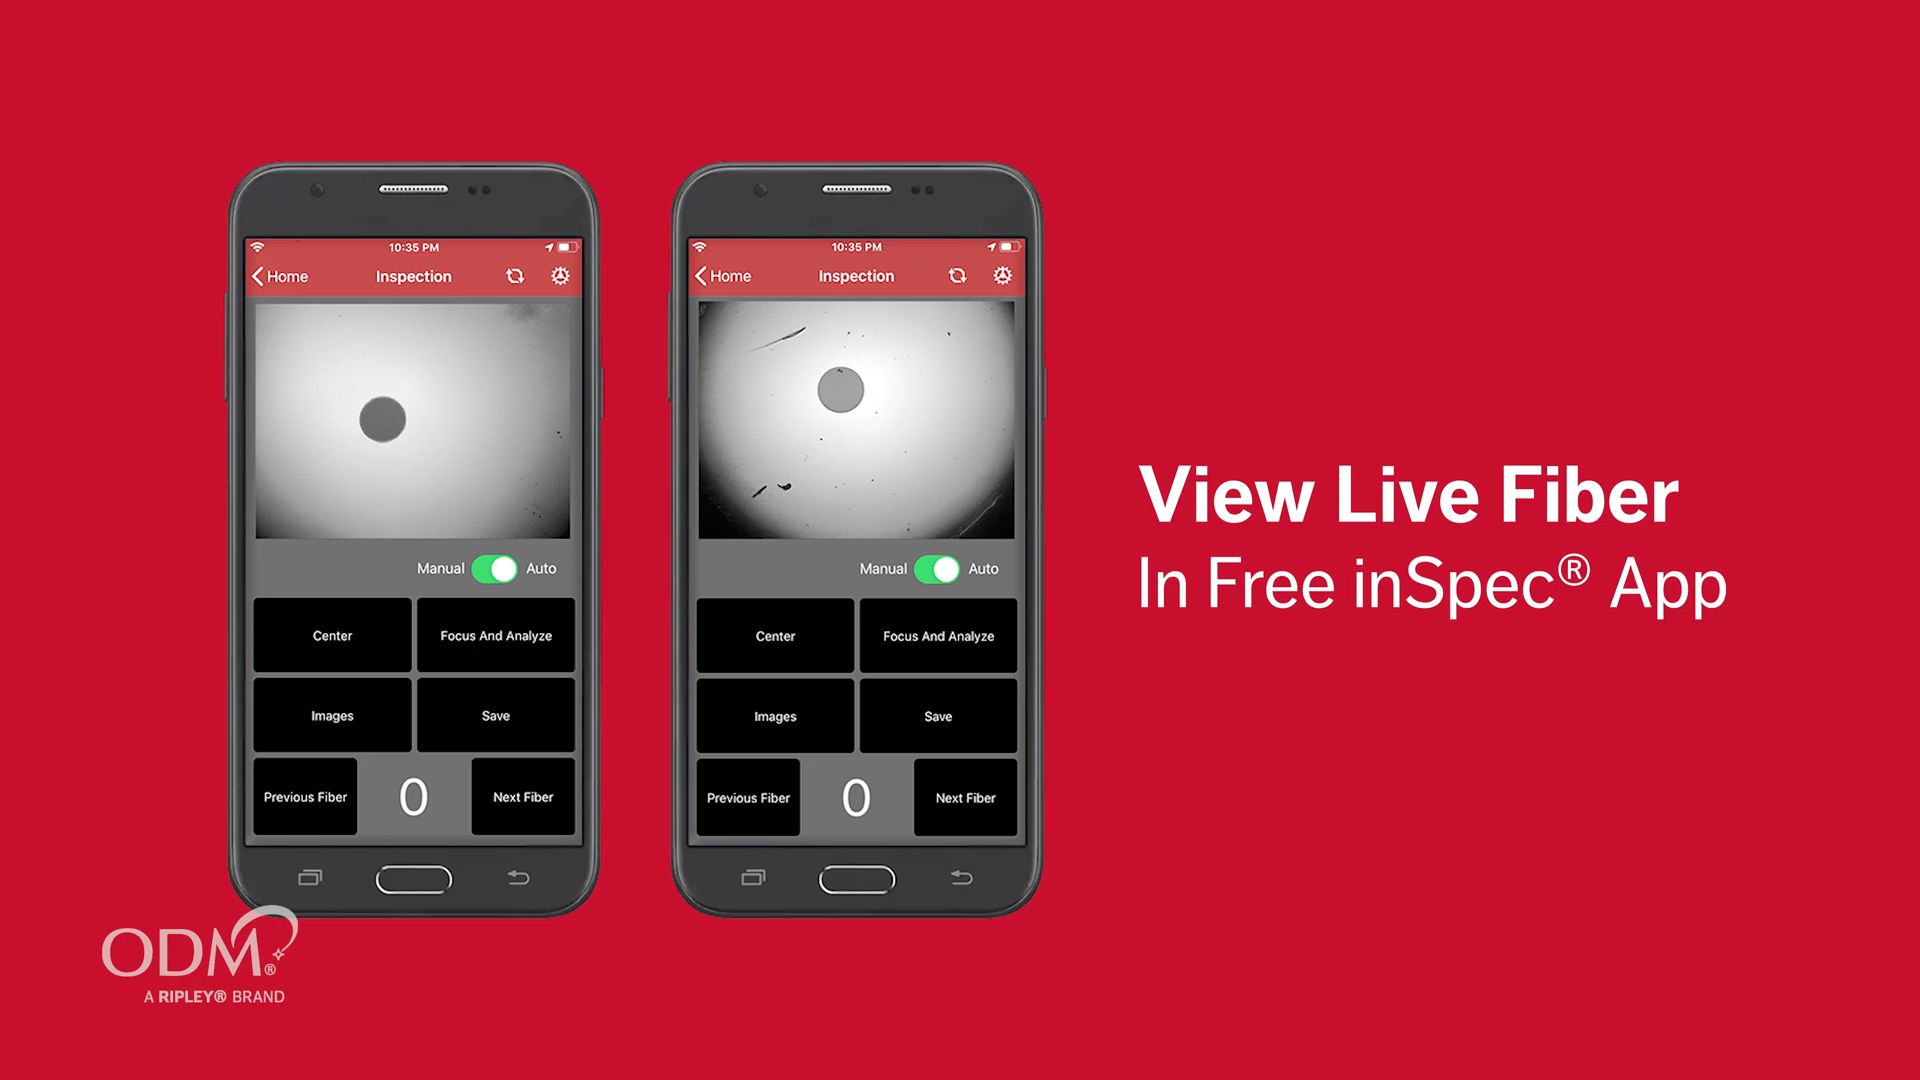 10:35 PM
Home Inspection
Manual Auto
Center Focus And Analyze
Images Save
Previous Fiber 0 Next Fiber
10:35 PM
Home Inspection
Manual Auto
Center Focus And Analyze
Images Save
Previous Fiber 0 Next Fiber
View Live Fiber
In Free inSpec® App
ODM®
A RIPLEY® BRAND